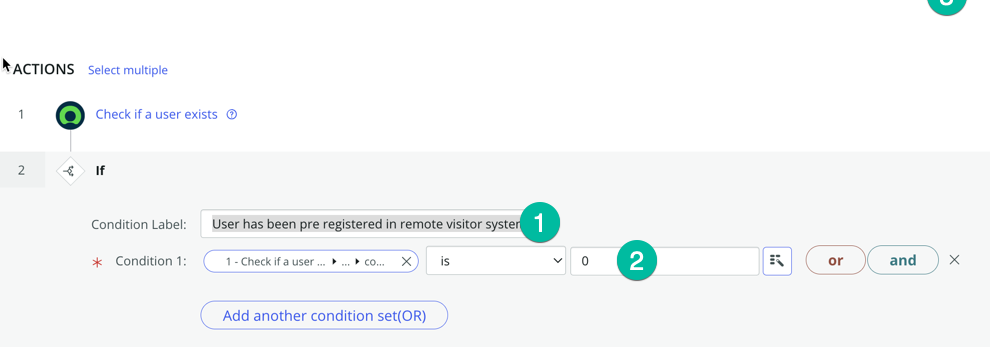 3
ACTIONS Select multiple
1 Check if a user exists ?
2 If
Condition Label: User has been pre registered in remote visitor system 1
* Condition 1: 1 - Check if a user ... ... co... is 0 2 or and
Add another condition set(OR)